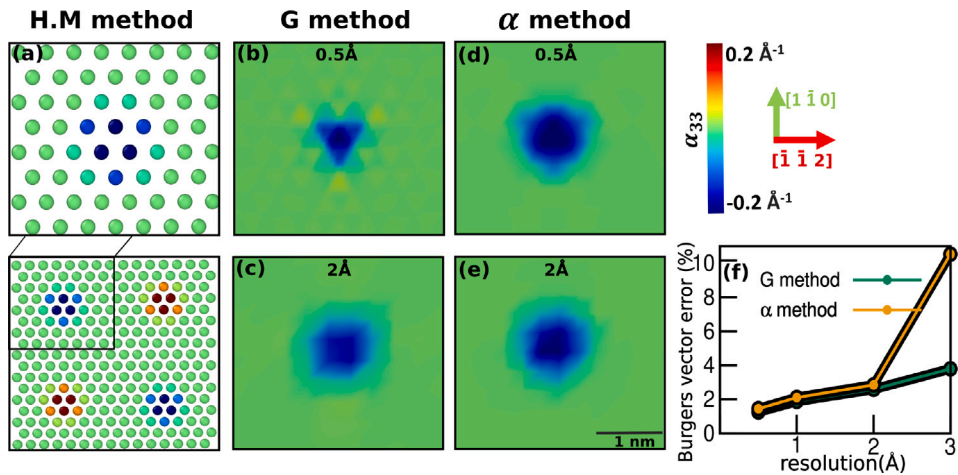 H.M method
G method
α method
(a)
(b)
0.5Å
(d)
0.5Å
(c)
2Å
(e)
2Å
1 nm
α33
0.2 Å⁻¹
-0.2 Å⁻¹
[1 1̄ 0]
[1̄ 1̄ 2]
(f)
G method
α method
Burgers vector error (%)
10
8
6
4
2
0
1
2
3
resolution(Å)